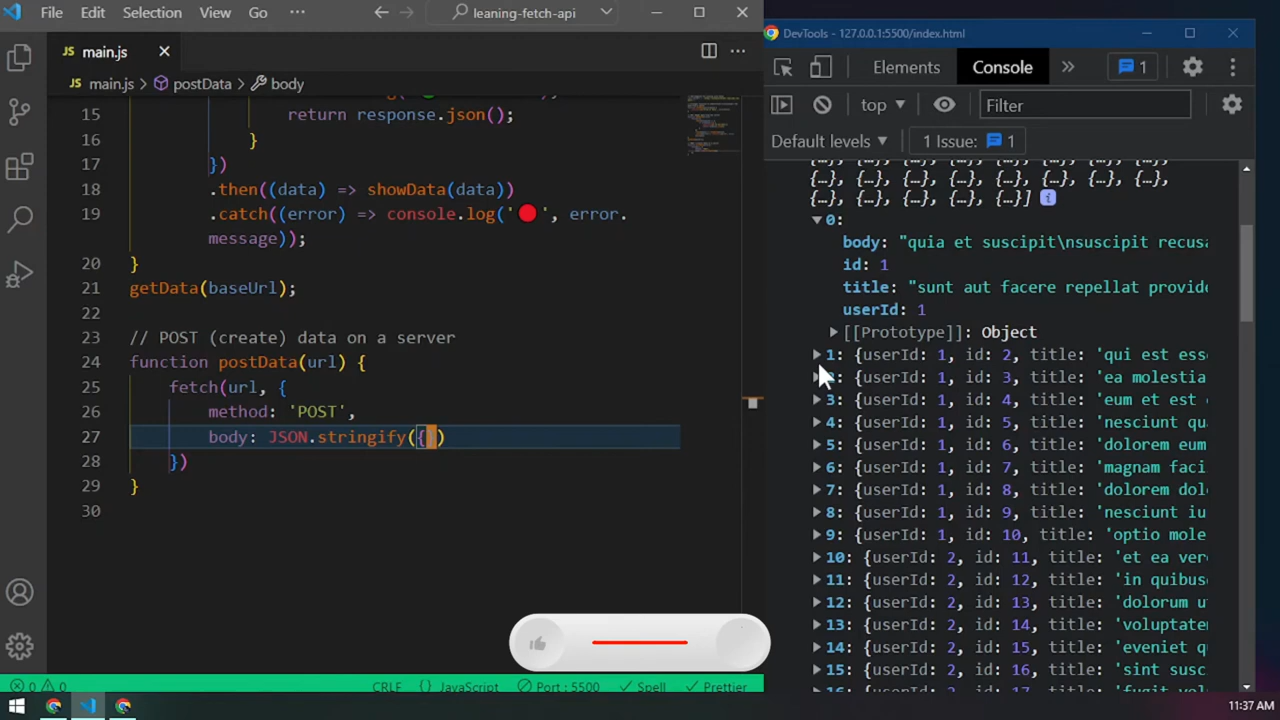 File Edit Selection View Go ··· leaning-fetch-api
JS main.js
JS main.js > postData > body
15 return response.json();
16 }
17 })
18 .then((data) => showData(data))
19 .catch((error) => console.log('🔴', error.
message));
20 }
21 getData(baseUrl);
22
23 // POST (create) data on a server
24 function postData(url) {
25 fetch(url, {
26 method: 'POST',
27 body: JSON.stringify({})
28 })
29 }
30
0 0 CRLF {} JavaScript Port : 5500 Spell Prettier
DevTools - 127.0.0.1:5500/index.html
Elements Console » 1
top Filter
Default levels 1 Issue: 1
{…}, {…}, {…}, {…}, {…}, {…}, {…}, {…},
{…}, {…}, {…}, {…}, {…}] i
0:
body: "quia et suscipit\nsuscipit recusa
id: 1
title: "sunt aut facere repellat provide
userId: 1
[[Prototype]]: Object
1: {userId: 1, id: 2, title: 'qui est ess
2: {userId: 1, id: 3, title: 'ea molestia
3: {userId: 1, id: 4, title: 'eum et est
4: {userId: 1, id: 5, title: 'nesciunt qu
5: {userId: 1, id: 6, title: 'dolorem eum
6: {userId: 1, id: 7, title: 'magnam faci
7: {userId: 1, id: 8, title: 'dolorem dol
8: {userId: 1, id: 9, title: 'nesciunt iu
9: {userId: 1, id: 10, title: 'optio mole
10: {userId: 2, id: 11, title: 'et ea ver
11: {userId: 2, id: 12, title: 'in quibus
12: {userId: 2, id: 13, title: 'dolorum u
13: {userId: 2, id: 14, title: 'voluptate
14: {userId: 2, id: 15, title: 'eveniet q
15: {userId: 2, id: 16, title: 'sint susc
11:37 AM